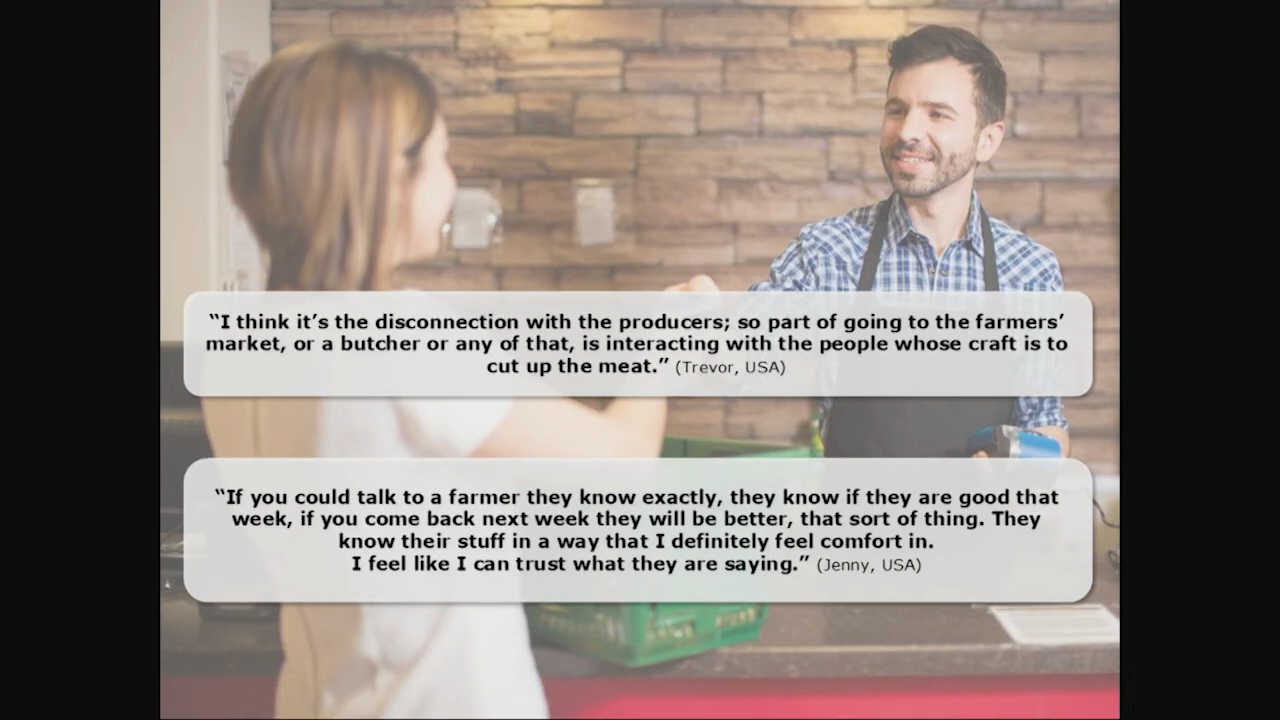 “I think it’s the disconnection with the producers; so part of going to the farmers’
market, or a butcher or any of that, is interacting with the people whose craft is to
cut up the meat.” (Trevor, USA)
“If you could talk to a farmer they know exactly, they know if they are good that
week, if you come back next week they will be better, that sort of thing. They
know their stuff in a way that I definitely feel comfort in.
I feel like I can trust what they are saying.” (Jenny, USA)